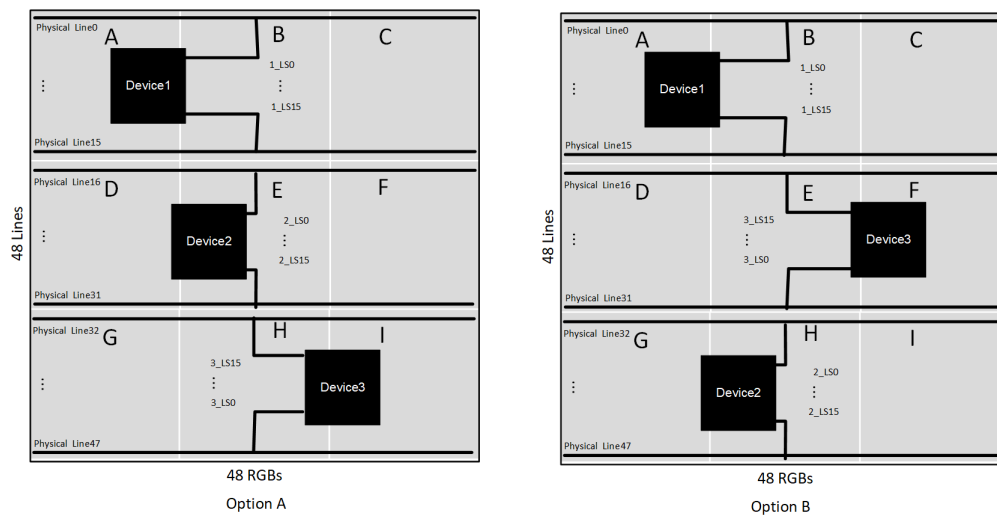 Physical Line0
A
B
C
Device1
1_LS0
⋮
⋮
1_LS15
Physical Line15
Physical Line16
D
E
F
Device2
2_LS0
⋮
⋮
2_LS15
Physical Line31
Physical Line32
G
H
I
3_LS15
⋮
⋮
3_LS0
Device3
Physical Line47
48 Lines
48 RGBs
Option A
Physical Line0
A
B
C
Device1
1_LS0
⋮
⋮
1_LS15
Physical Line15
Physical Line16
D
E
F
3_LS15
⋮
⋮
3_LS0
Device3
Physical Line31
Physical Line32
G
H
I
Device2
2_LS0
⋮
⋮
2_LS15
Physical Line47
48 Lines
48 RGBs
Option B